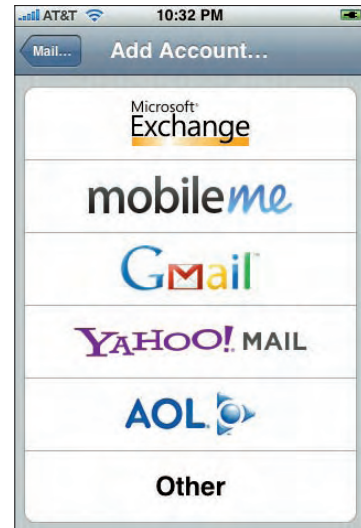 AT&T 10:32 PM
Mail... Add Account...
Microsoft
Exchange
mobileme
Gmail
YAHOO! MAIL
AOL
Other